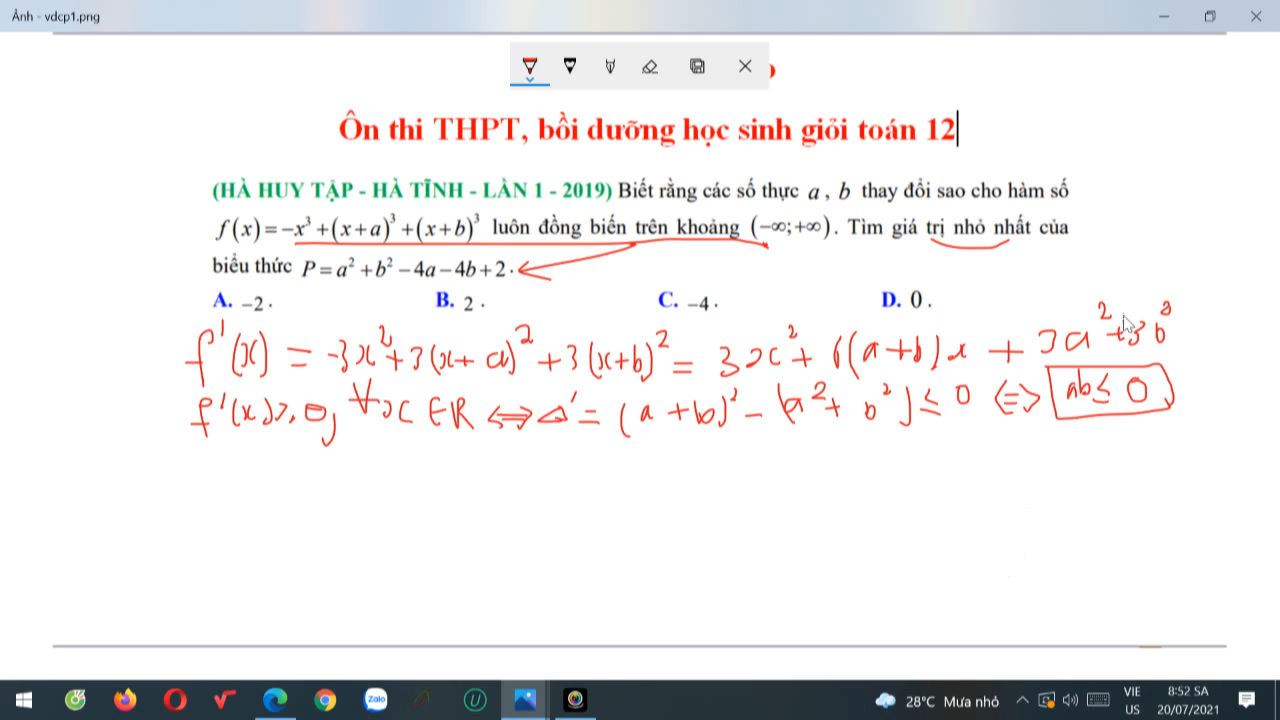 Ảnh - vdcp1.png
Ôn thi THPT, bồi dưỡng học sinh giỏi toán 12
(HÀ HUY TẬP - HÀ TĨNH - LẦN 1 - 2019) Biết rằng các số thực a , b thay đổi sao cho hàm số
f(x)=−x³+(x+a)³+(x+b)³ luôn đồng biến trên khoảng (−∞;+∞). Tìm giá trị nhỏ nhất của
biểu thức P=a²+b²−4a−4b+2.
A. −2. B. 2. C. −4. D. 0.
f'(x) = -3x²+3(x+a)²+3(x+b)² = 3x²+6(a+b)x + 3a²+3b³
f'(x)≥0, ∀x∈R ⇔ Δ'= (a+b)² - (a²+b²) ≤ 0 ⇔ ab ≤ 0
Zalo
28°C Mưa nhỏ
VIE
US
8:52 SA
20/07/2021